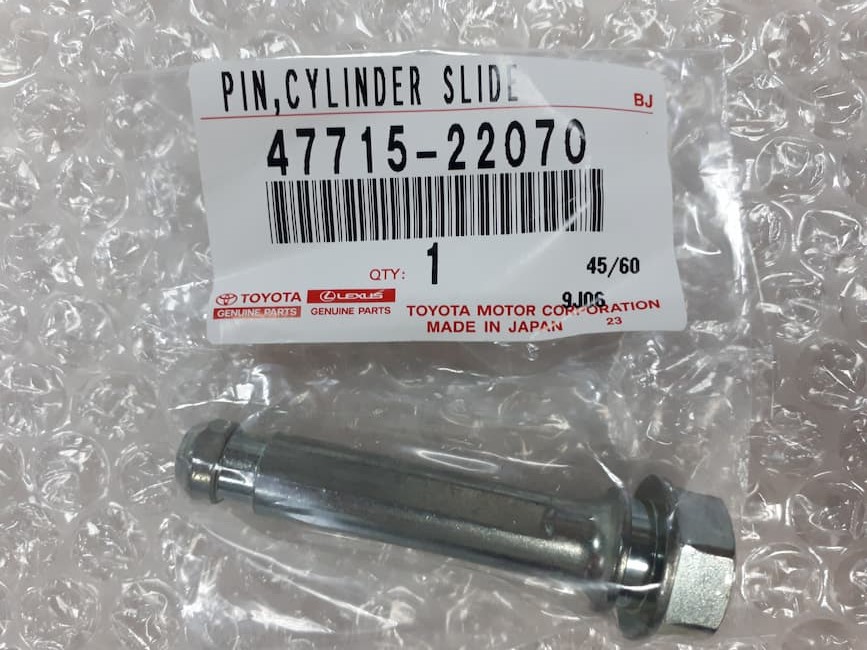 PIN,CYLINDER SLIDE
BJ
47715-22070
QTY: 1
45/60
9J06
TOYOTA
GENUINE PARTS
LEXUS
GENUINE PARTS
TOYOTA MOTOR CORPORATION
MADE IN JAPAN 23